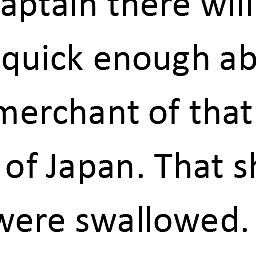 aptain there will
quick enough ab
merchant of that
of Japan. That sh
were swallowed.